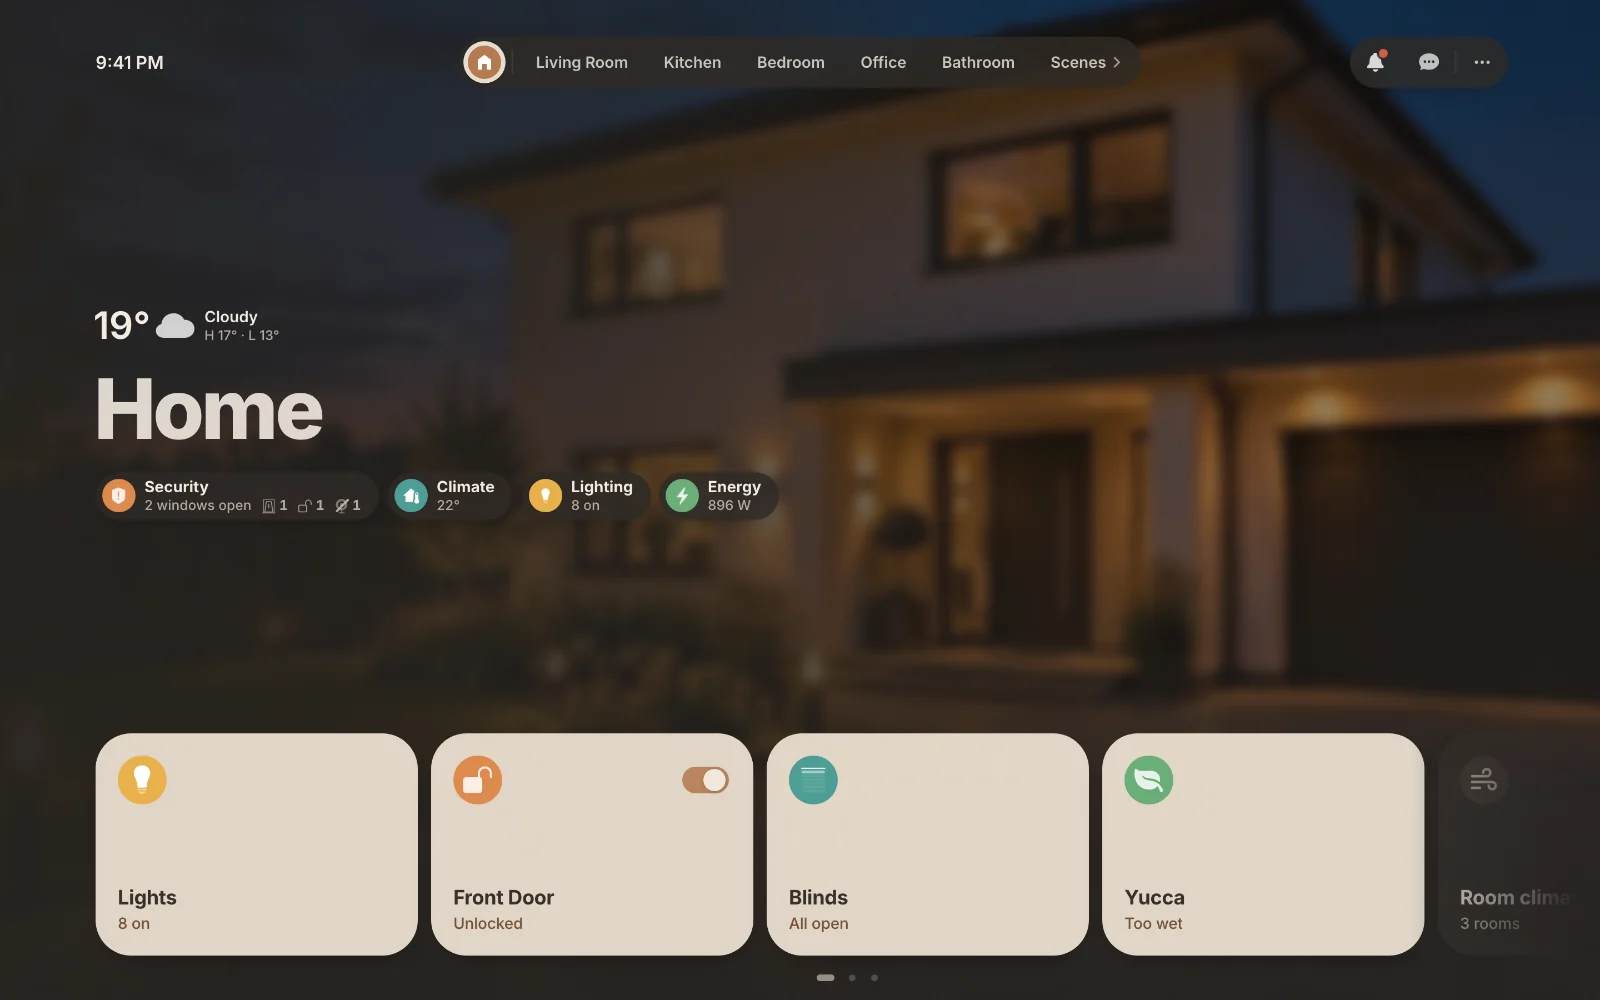 9:41 PM
Living Room Kitchen Bedroom Office Bathroom Scenes
19° Cloudy
H 17° · L 13°
Home
Security
2 windows open 1 1 1
Climate
22°
Lighting
8 on
Energy
896 W
Lights
8 on
Front Door
Unlocked
Blinds
All open
Yucca
Too wet
Room clima
3 rooms